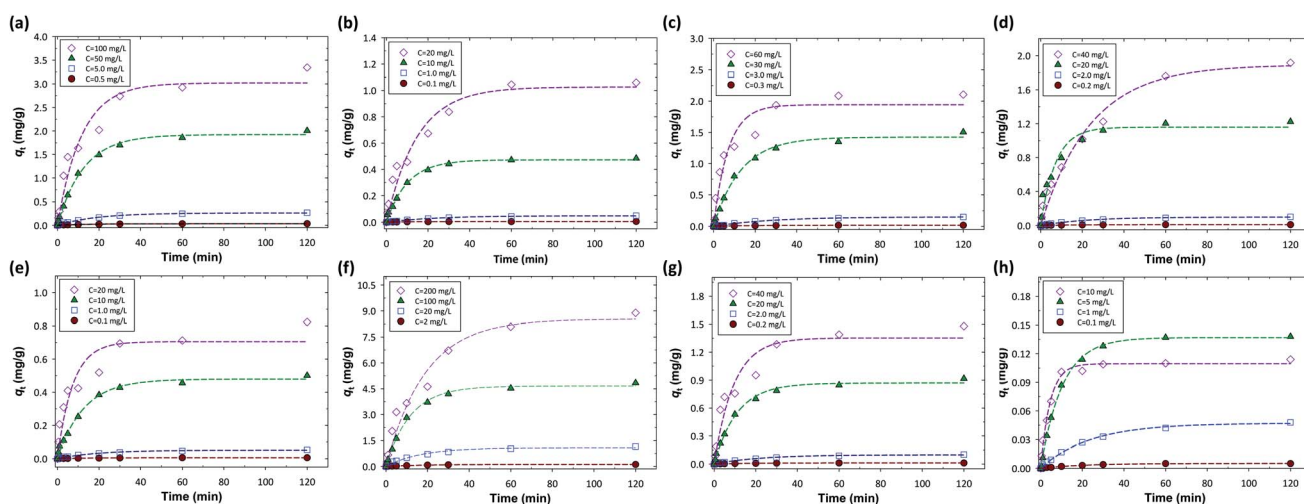 (a)
4.0
3.5
3.0
2.5
2.0
1.5
1.0
0.5
0.0
qt (mg/g)
C=100 mg/L
C=50 mg/L
C=5.0 mg/L
C=0.5 mg/L
0 20 40 60 80 100 120
Time (min)
(b)
1.4
1.2
1.0
0.8
0.6
0.4
0.2
0.0
qt (mg/g)
C=20 mg/L
C=10 mg/L
C=1.0 mg/L
C=0.1 mg/L
0 20 40 60 80 100 120
Time (min)
(c)
3.0
2.5
2.0
1.5
1.0
0.5
0.0
qt (mg/g)
C=60 mg/L
C=30 mg/L
C=3.0 mg/L
C=0.3 mg/L
0 20 40 60 80 100 120
Time (min)
(d)
2.0
1.6
1.2
0.8
0.4
0.0
qt (mg/g)
C=40 mg/L
C=20 mg/L
C=2.0 mg/L
C=0.2 mg/L
0 20 40 60 80 100 120
Time (min)
(e)
1.0
0.8
0.6
0.4
0.2
0.0
qt (mg/g)
C=20 mg/L
C=10 mg/L
C=1.0 mg/L
C=0.1 mg/L
0 20 40 60 80 100 120
Time (min)
(f)
10.5
9.0
7.5
6.0
4.5
3.0
1.5
0.0
qt (mg/g)
C=200 mg/L
C=100 mg/L
C=20 mg/L
C=2 mg/L
0 20 40 60 80 100 120
Time (min)
(g)
1.8
1.5
1.2
0.9
0.6
0.3
0.0
qt (mg/g)
C=40 mg/L
C=20 mg/L
C=2.0 mg/L
C=0.2 mg/L
0 20 40 60 80 100 120
Time (min)
(h)
0.18
0.15
0.12
0.09
0.06
0.03
0.00
qt (mg/g)
C=10 mg/L
C=5 mg/L
C=1 mg/L
C=0.1 mg/L
0 20 40 60 80 100 120
Time (min)